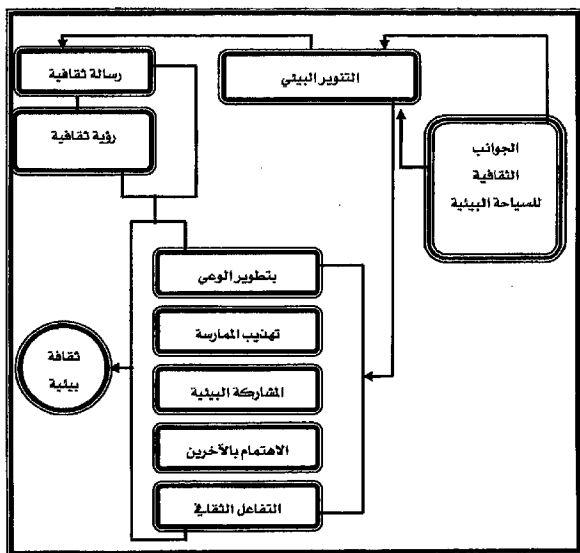 الجوانب
الثقافية
للسياحة البيئية
التنوير البيئي
رسالة ثقافية
رؤية ثقافية
بتطوير الوعي
تهذيب الممارسة
المشاركة البيئية
الاهتمام بالآخرين
التفاعل الثقافي
ثقافة
بيئية